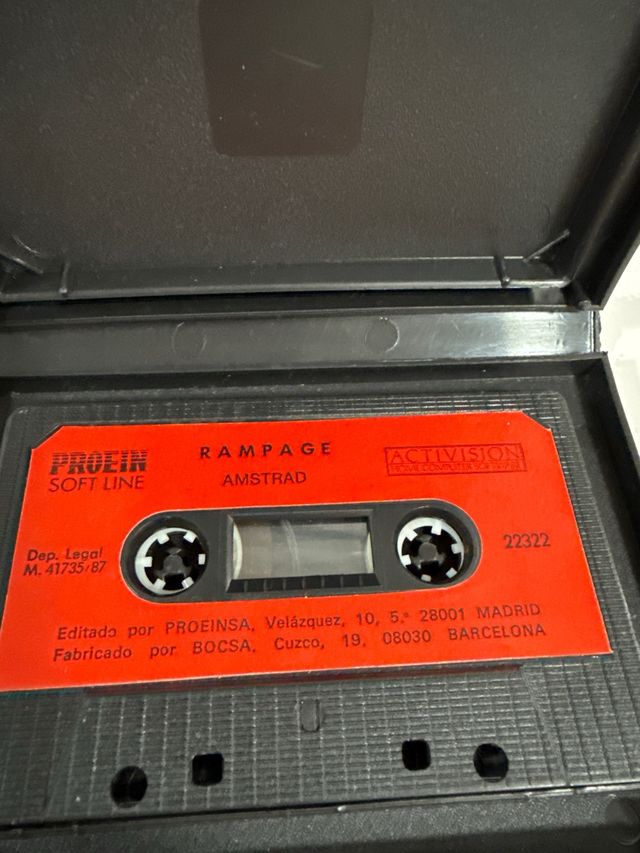 PROEIN
SOFT LINE
RAMPAGE
AMSTRAD
ACTIVISION
HOME COMPUTER SOFTWARE
Dep. Legal
M. 41735/87
22322
Editado por PROEINSA, Velázquez, 10, 5.º 28001 MADRID
Fabricado por BOCSA, Cuzco, 19, 08030 BARCELONA